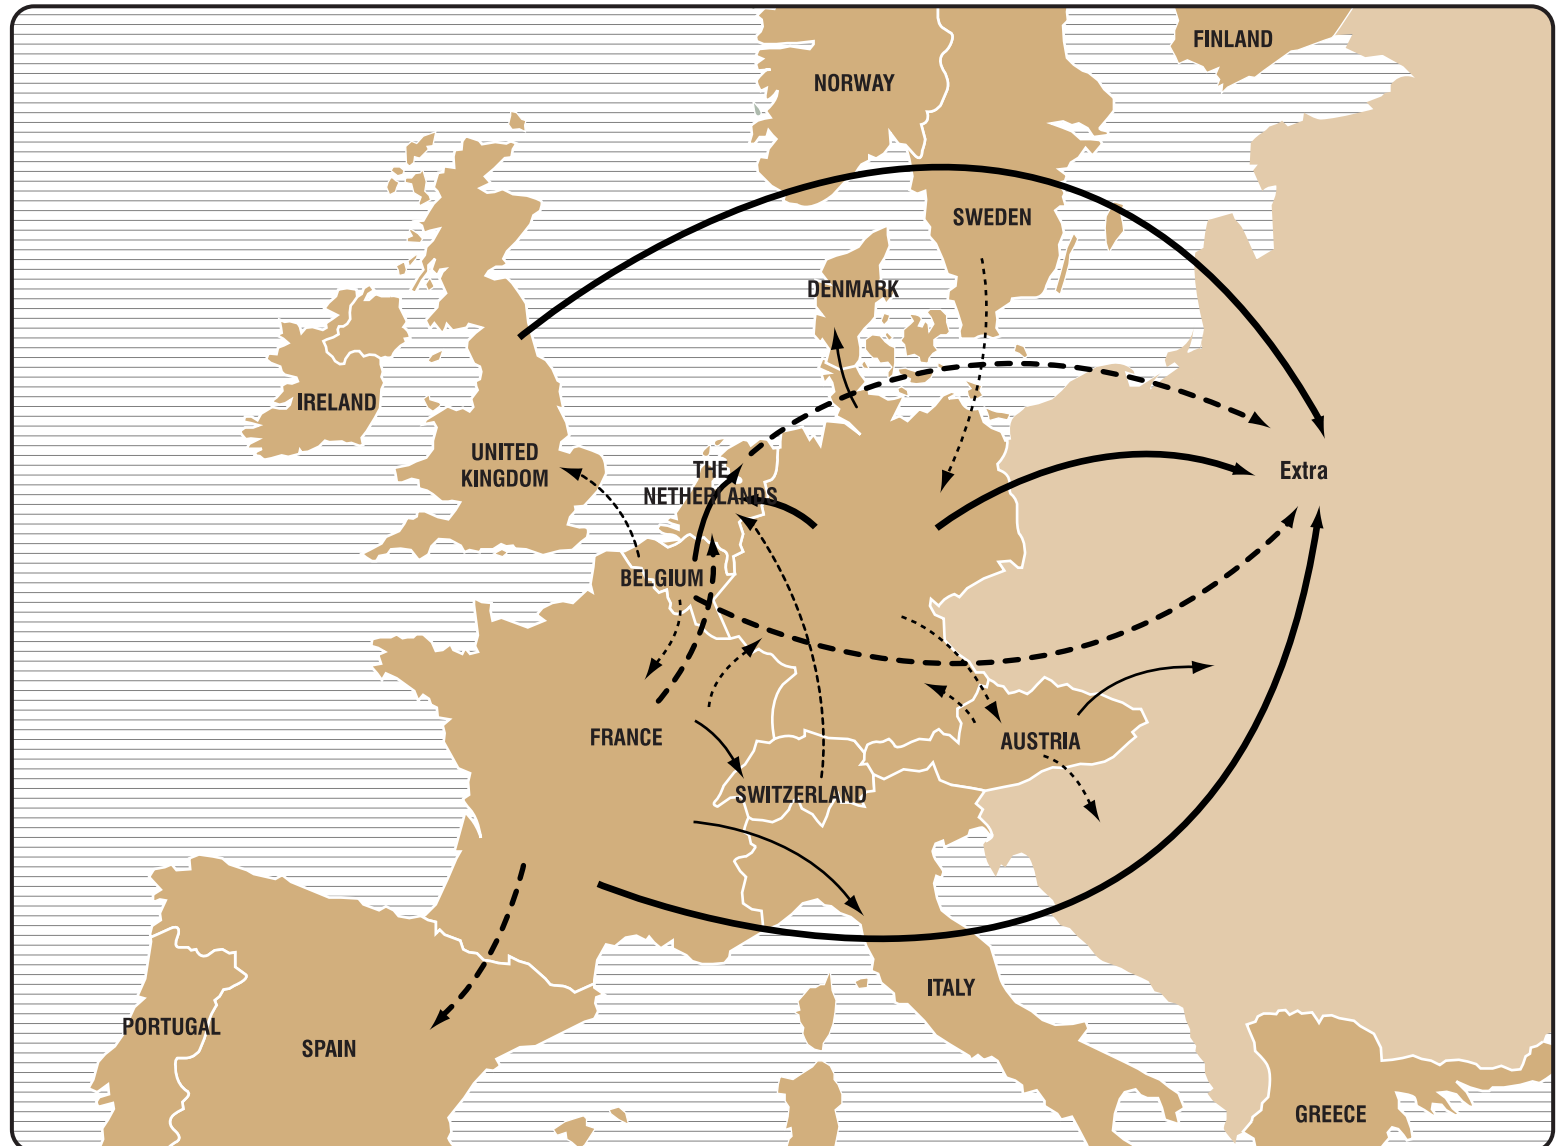 FINLAND
NORWAY
SWEDEN
DENMARK
IRELAND
UNITED
KINGDOM
THE
NETHERLANDS
Extra
BELGIUM
FRANCE
AUSTRIA
SWITZERLAND
ITALY
PORTUGAL
SPAIN
GREECE